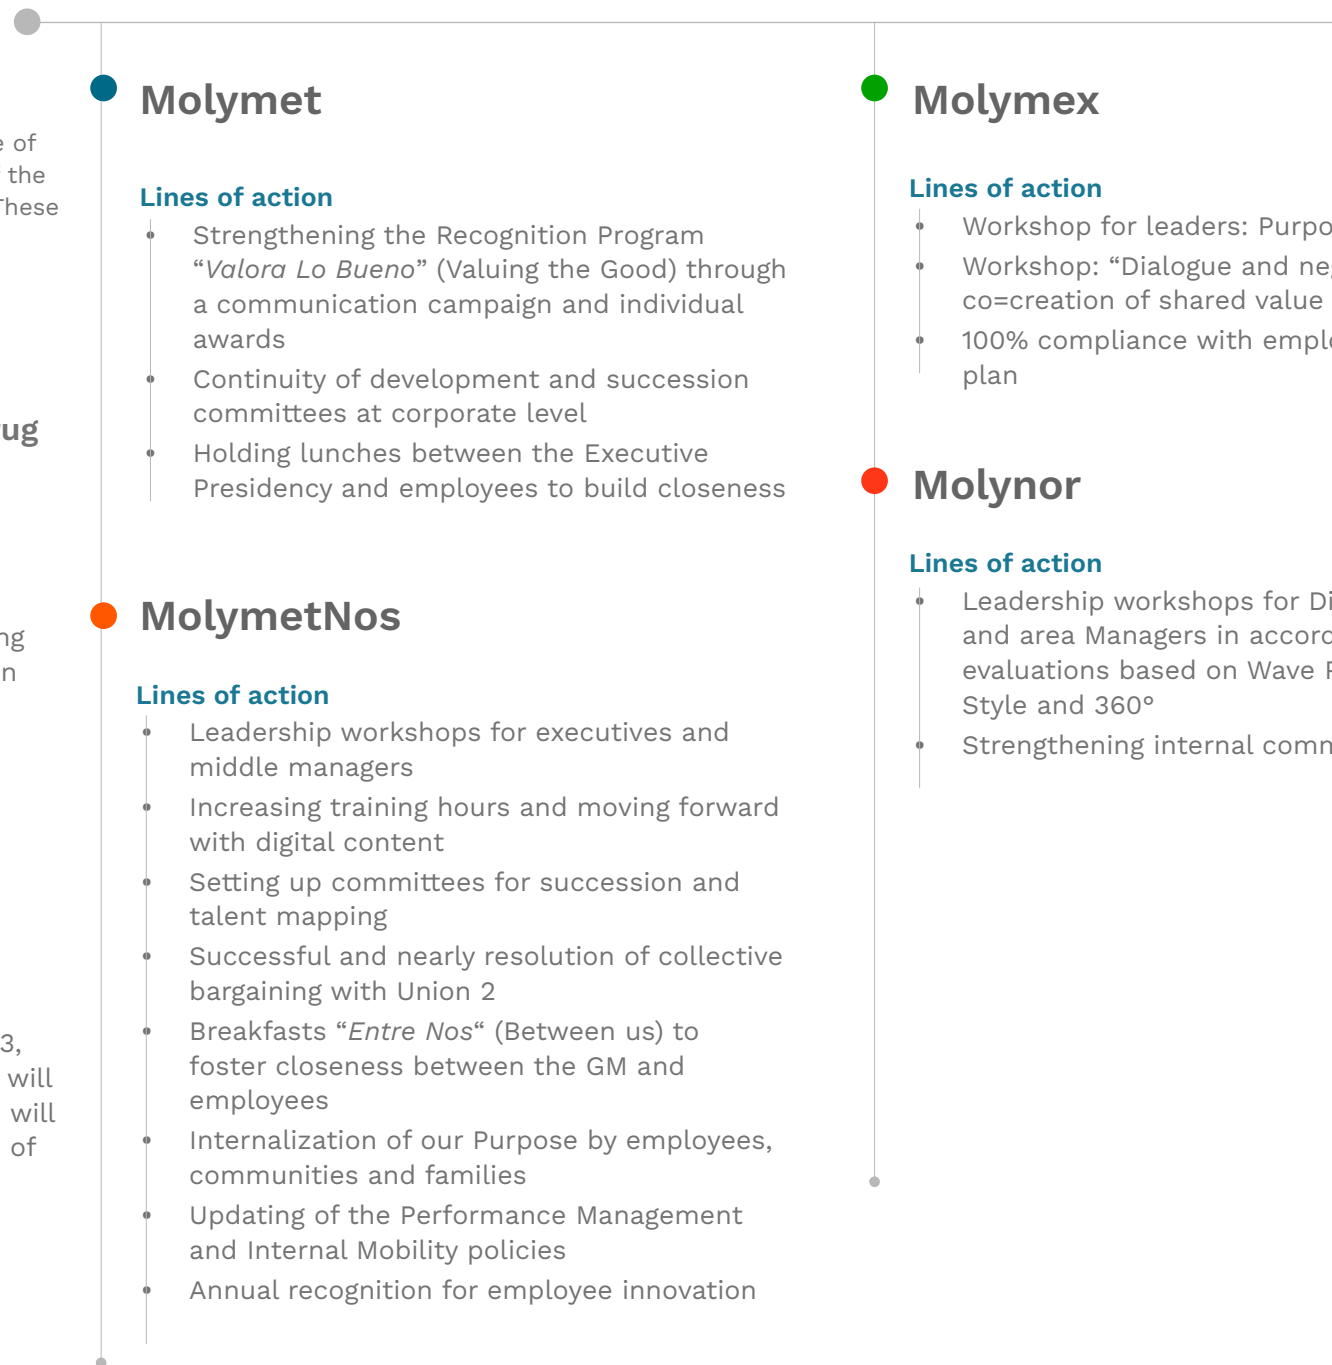 e of
the
These
ug
ng
n
3,
will
will
of
Molymet
Lines of action
• Strengthening the Recognition Program
“Valora Lo Bueno” (Valuing the Good) through
a communication campaign and individual
awards
• Continuity of development and succession
committees at corporate level
• Holding lunches between the Executive
Presidency and employees to build closeness
MolymetNos
Lines of action
• Leadership workshops for executives and
middle managers
• Increasing training hours and moving forward
with digital content
• Setting up committees for succession and
talent mapping
• Successful and nearly resolution of collective
bargaining with Union 2
• Breakfasts “Entre Nos“ (Between us) to
foster closeness between the GM and
employees
• Internalization of our Purpose by employees,
communities and families
• Updating of the Performance Management
and Internal Mobility policies
• Annual recognition for employee innovation
Molymex
Lines of action
• Workshop for leaders: Purpo
• Workshop: “Dialogue and neg
co=creation of shared value
• 100% compliance with emplo
plan
Molynor
Lines of action
• Leadership workshops for Di
and area Managers in accord
evaluations based on Wave
Style and 360°
• Strengthening internal comm